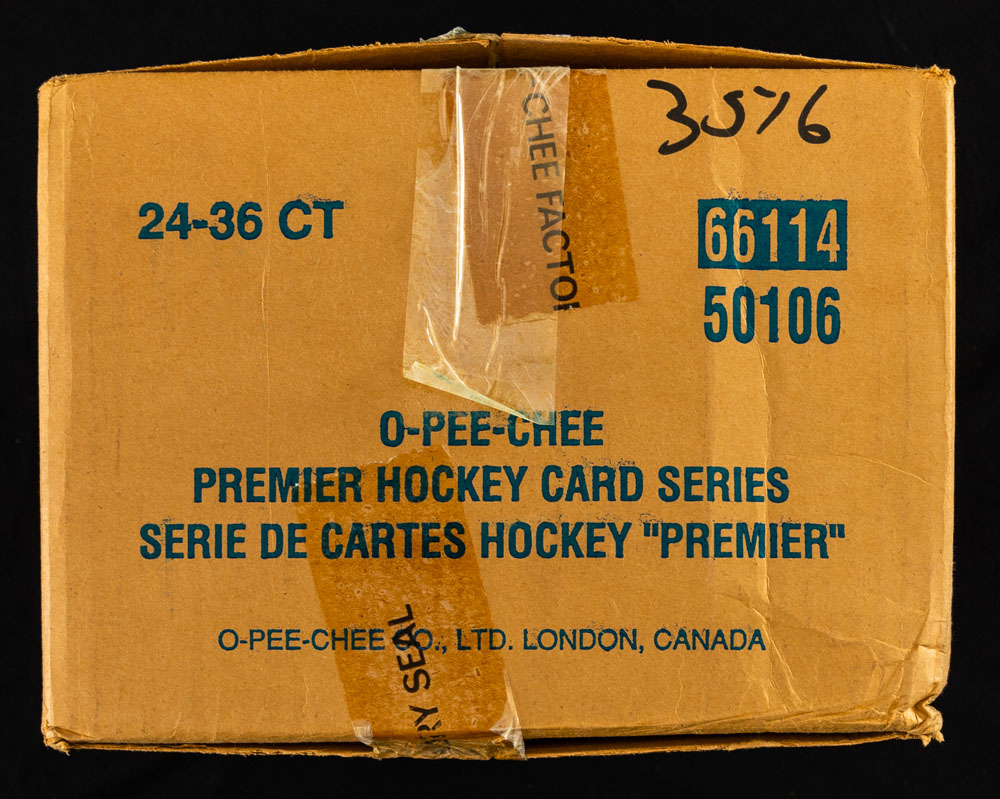 3576
-CHEE FACTOR
24-36 CT
66114
50106
O-PEE-CHEE
PREMIER HOCKEY CARD SERIES
SERIE DE CARTES HOCKEY "PREMIER"
O-PEE-CHEE CO., LTD. LONDON, CANADA
RY SEAL